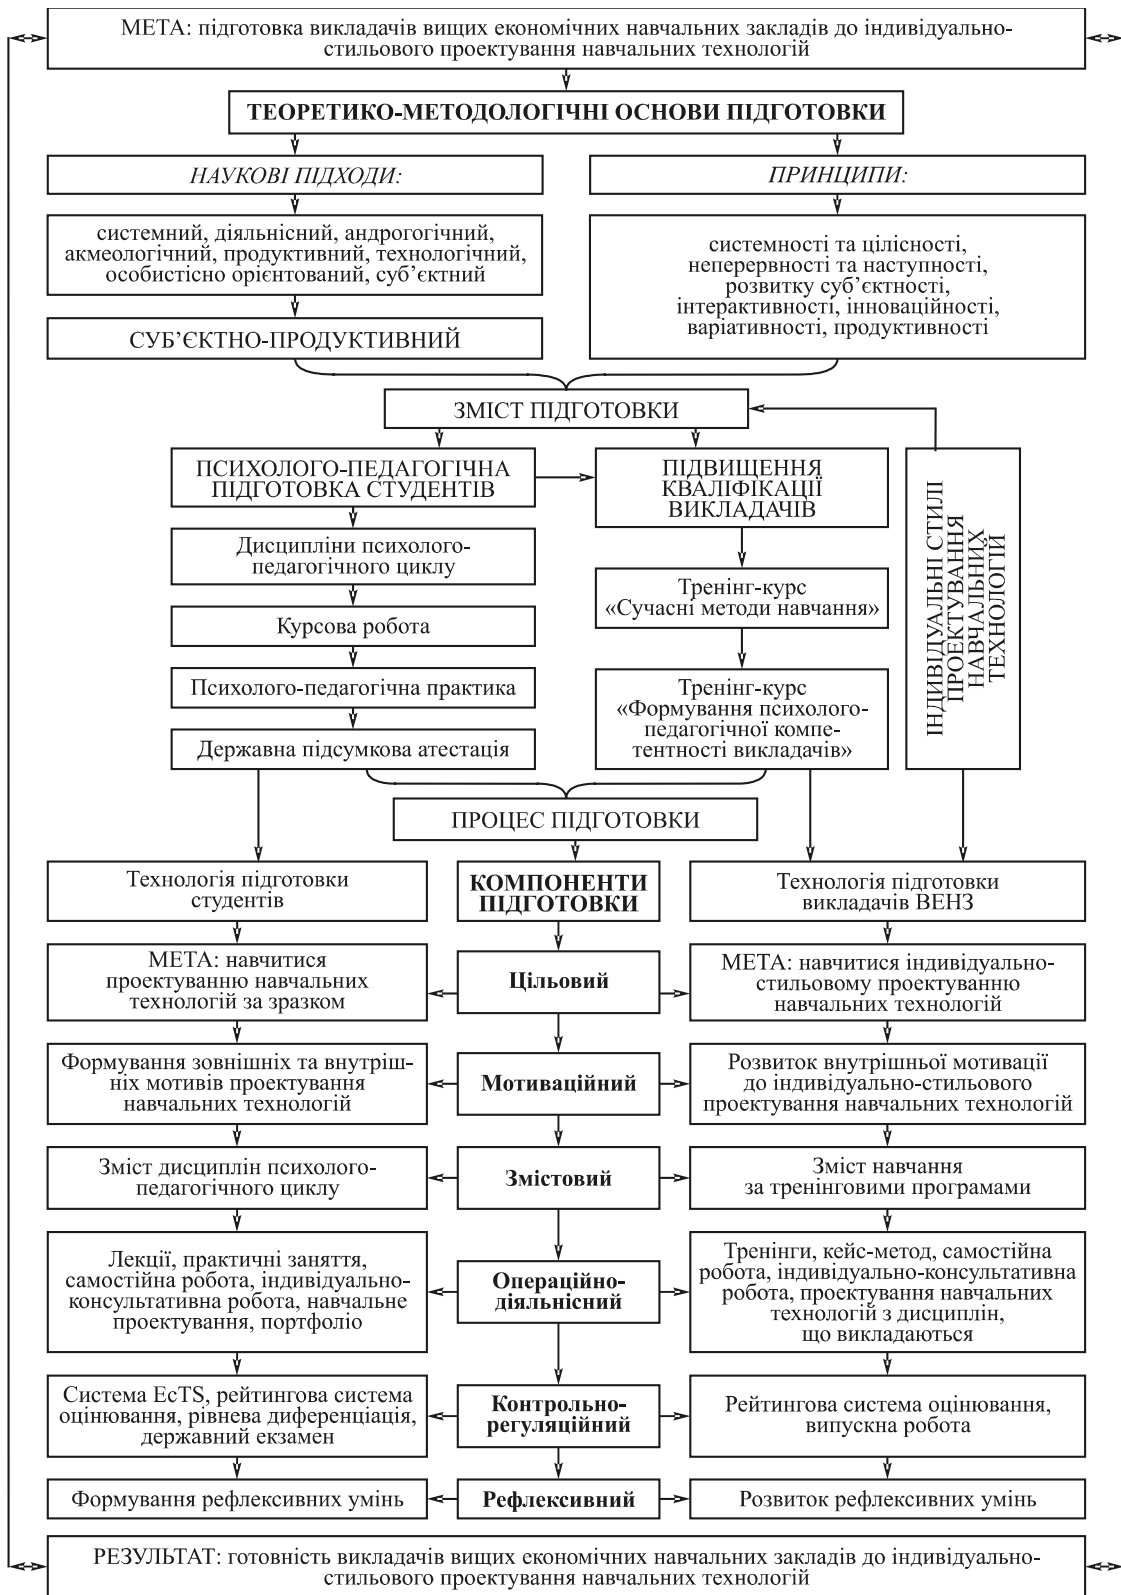 МЕТА: підготовка викладачів вищих економічних навчальних закладів до індивідуально-
стильового проектування навчальних технологій
ТЕОРЕТИКО-МЕТОДОЛОГІЧНІ ОСНОВИ ПІДГОТОВКИ
НАУКОВІ ПІДХОДИ:
ПРИНЦИПИ:
системний, діяльнісний, андрогогічний,
акмеологічний, продуктивний, технологічний,
особистісно орієнтований, суб’єктний
системності та цілісності,
неперервності та наступності,
розвитку суб’єктності,
інтерактивності, інноваційності,
варіативності, продуктивності
СУБ’ЄКТНО-ПРОДУКТИВНИЙ
ЗМІСТ ПІДГОТОВКИ
ПСИХОЛОГО-ПЕДАГОГІЧНА
ПІДГОТОВКА СТУДЕНТІВ
ПІДВИЩЕННЯ
КВАЛІФІКАЦІЇ
ВИКЛАДАЧІВ
ІНДИВІДУАЛЬНІ СТИЛІ
ПРОЕКТУВАННЯ
НАВЧАЛЬНИХ
ТЕХНОЛОГІЙ
Дисципліни психолого-
педагогічного циклу
Тренінг-курс
«Сучасні методи навчання»
Курсова робота
Психолого-педагогічна практика
Тренінг-курс
«Формування психолого-
педагогічної компе-
тентності викладачів»
Державна підсумкова атестація
ПРОЦЕС ПІДГОТОВКИ
Технологія підготовки
студентів
КОМПОНЕНТИ
ПІДГОТОВКИ
Технологія підготовки
викладачів ВЕНЗ
МЕТА: навчитися
проектуванню навчальних
технологій за зразком
Цільовий
МЕТА: навчитися індивідуально-
стильовому проектуванню
навчальних технологій
Формування зовнішніх та внутріш-
ніх мотивів проектування
навчальних технологій
Мотиваційний
Розвиток внутрішньої мотивації
до індивідуально-стильового
проектування навчальних технологій
Зміст дисциплін психолого-
педагогічного циклу
Змістовий
Зміст навчання
за тренінговими програмами
Лекції, практичні заняття,
самостійна робота, індивідуально-
консультативна робота, навчальне
проектування, портфоліо
Операційно-
діяльнісний
Тренінги, кейс-метод, самостійна
робота, індивідуально-консультативна
робота, проектування навчальних
технологій з дисциплін,
що викладаються
Система EcTS, рейтингова система
оцінювання, рівнева диференціація,
державний екзамен
Контрольно-
регуляційний
Рейтингова система оцінювання,
випускна робота
Формування рефлексивних умінь
Рефлексивний
Розвиток рефлексивних умінь
РЕЗУЛЬТАТ: готовність викладачів вищих економічних навчальних закладів до індивідуально-
стильового проектування навчальних технологій